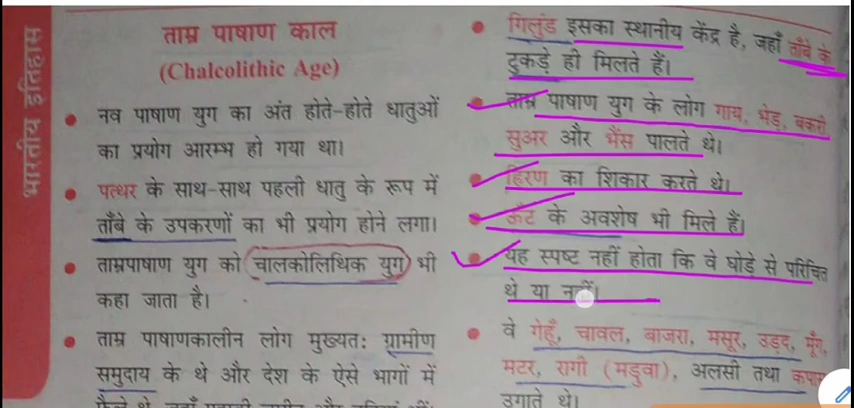 भारतीय इतिहास
ताम्र पाषाण काल
(Chalcolithic Age)
● नव पाषाण युग का अंत होते-होते धातुओं
का प्रयोग आरम्भ हो गया था।
● पत्थर के साथ-साथ पहली धातु के रूप में
ताँबे के उपकरणों का भी प्रयोग होने लगा।
● ताम्रपाषाण युग को चालकोलिथिक युग भी
कहा जाता है।
● ताम्र पाषाणकालीन लोग मुख्यतः ग्रामीण
समुदाय के थे और देश के ऐसे भागों में
● गिलुंड इसका स्थानीय केंद्र है, जहाँ ताँबे के
टुकड़े ही मिलते हैं।
● ताम्र पाषाण युग के लोग गाय, भेड़, बकरी
सुअर और भैंस पालते थे।
● हिरण का शिकार करते थे।
● ऊँट के अवशेष भी मिले हैं।
● यह स्पष्ट नहीं होता कि वे घोड़े से परिचित
थे या नहीं।
● वे गेहूँ, चावल, बाजरा, मसूर, उड़द, मूँग,
मटर, रागी (मडुवा), अलसी तथा कपास
उगाते थे।